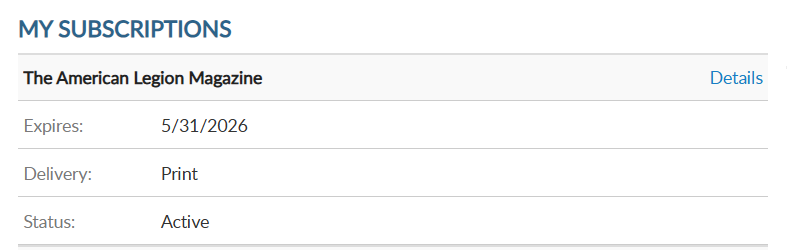 MY SUBSCRIPTIONS
The American Legion Magazine Details
Expires: 5/31/2026
Delivery: Print
Status: Active